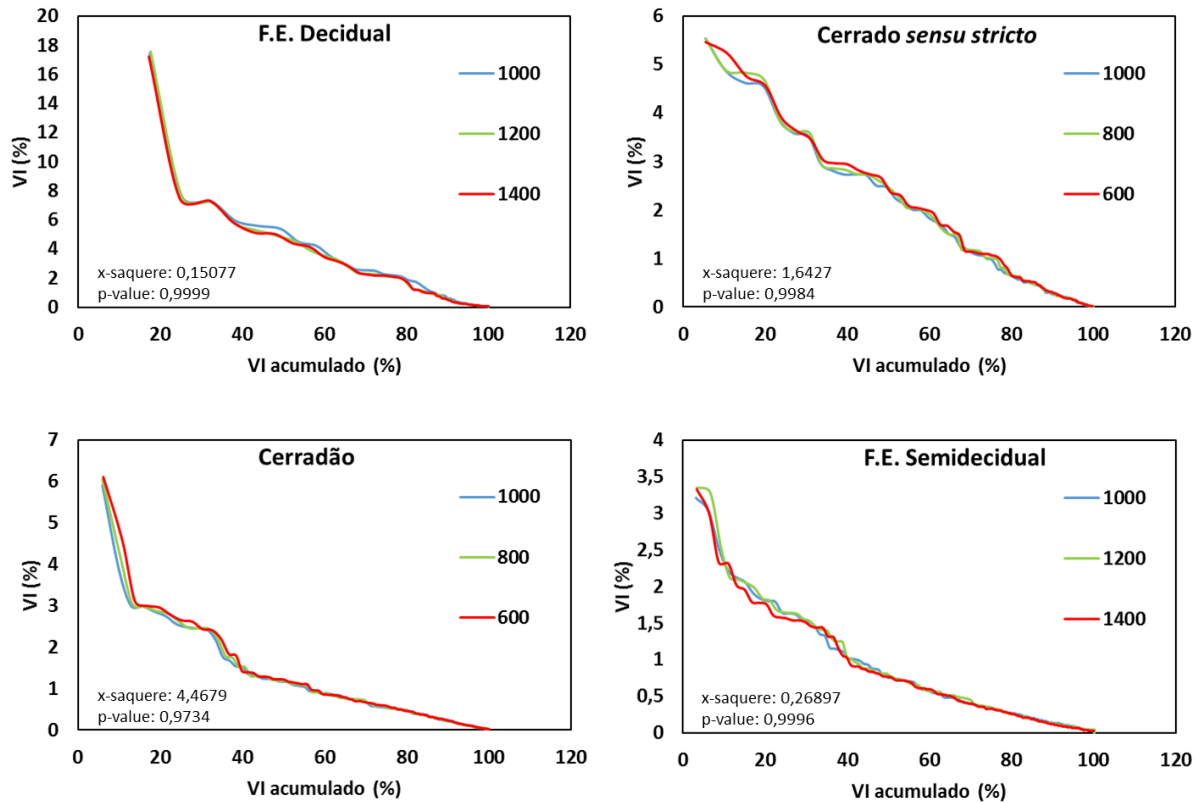 F.E. Decidual
20
18
16
14
12
10
8
6
4
2
0
VI (%)
1000
1200
1400
x-saquere: 0,15077
p-value: 0,9999
0 20 40 60 80 100 120
VI acumulado (%)
Cerrado sensu stricto
6
5
4
3
2
1
0
VI (%)
1000
800
600
x-saquere: 1,6427
p-value: 0,9984
0 20 40 60 80 100 120
VI acumulado (%)
Cerradão
7
6
5
4
3
2
1
0
VI (%)
1000
800
600
x-saquere: 4,4679
p-value: 0,9734
0 20 40 60 80 100 120
VI acumulado (%)
F.E. Semidecidual
4
3,5
3
2,5
2
1,5
1
0,5
0
VI (%)
1000
1200
1400
x-saquere: 0,26897
p-value: 0,9996
0 20 40 60 80 100 120
VI acumulado (%)